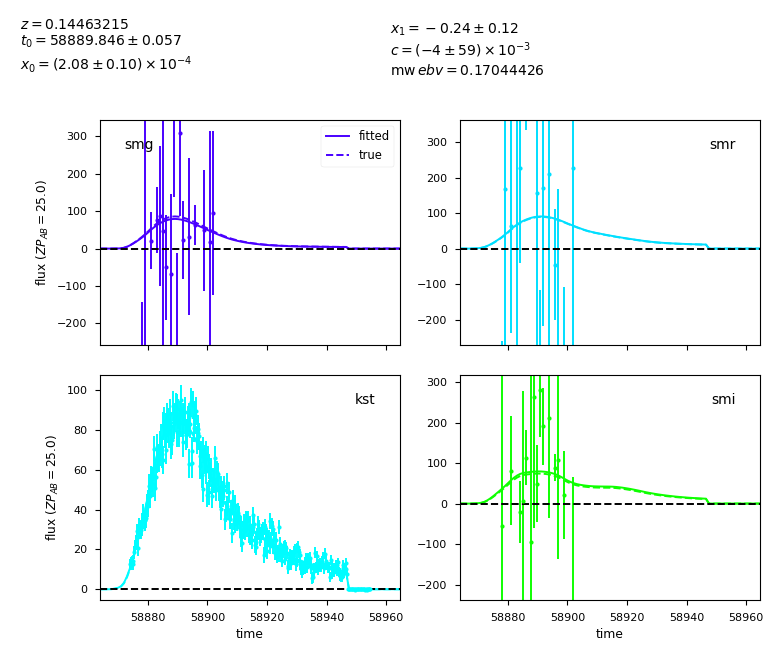 z = 0.14463215
t₀ = 58889.846 ± 0.057
x₀ = (2.08 ± 0.10) × 10⁻⁴
x₁ = −0.24 ± 0.12
c = (−4 ± 59) × 10⁻³
mw ebv = 0.17044426
smg
fitted
true
300
200
100
0
−100
−200
flux (ZP_AB = 25.0)
smr
300
200
100
0
−100
−200
kst
100
80
60
40
20
0
flux (ZP_AB = 25.0)
58880 58900 58920 58940 58960
time
smi
300
200
100
0
−100
−200
58880 58900 58920 58940 58960
time